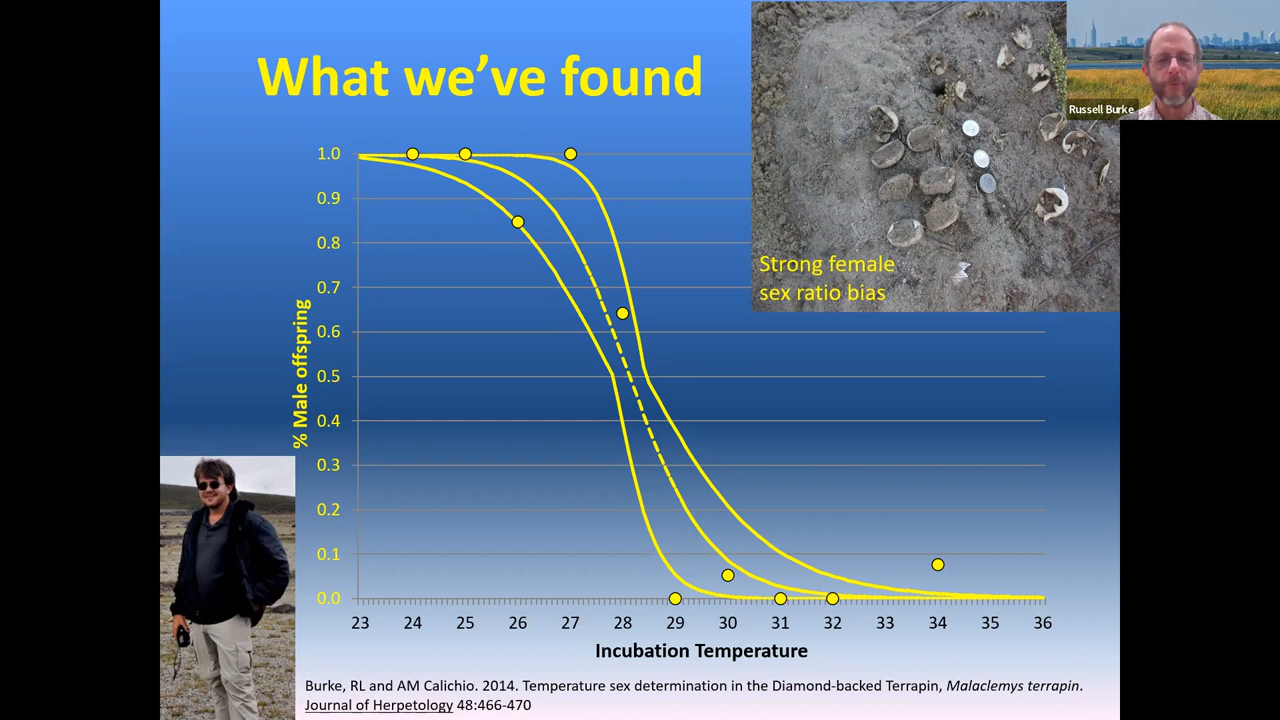 What we've found
Russell Burke
Strong female
sex ratio bias
% Male offspring
1.0
0.9
0.8
0.7
0.6
0.5
0.4
0.3
0.2
0.1
0.0
23 24 25 26 27 28 29 30 31 32 33 34 35 36
Incubation Temperature
Burke, RL and AM Calichio. 2014. Temperature sex determination in the Diamond-backed Terrapin, Malaclemys terrapin.
Journal of Herpetology 48:466-470